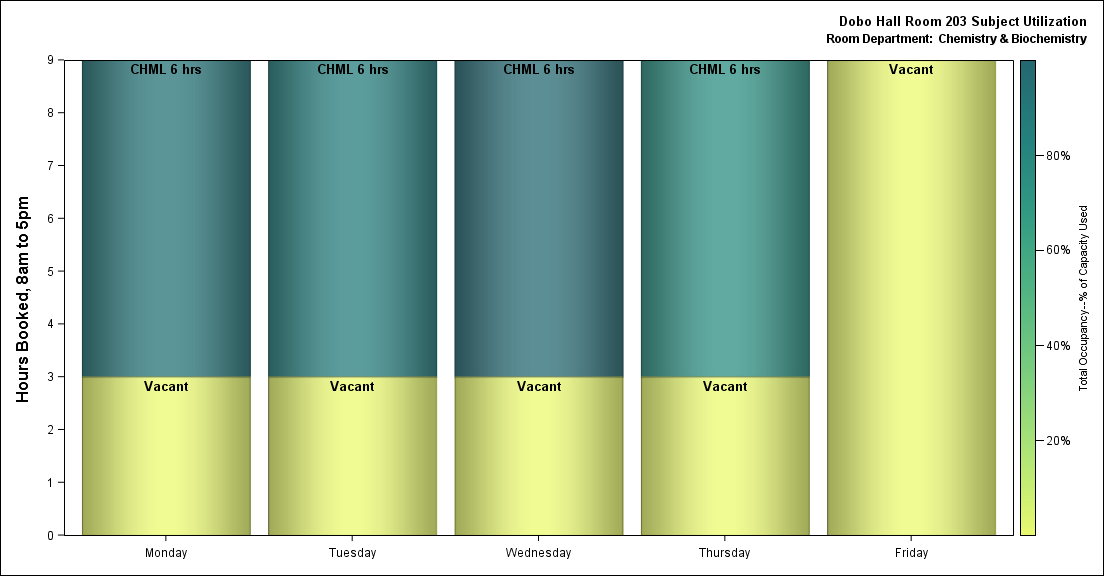 Dobo Hall Room 203 Subject Utilization
Room Department: Chemistry & Biochemistry
Hours Booked, 8am to 5pm
9
8
7
6
5
4
3
2
1
0
CHML 6 hrs
CHML 6 hrs
CHML 6 hrs
CHML 6 hrs
Vacant
Vacant
Vacant
Vacant
Vacant
Monday
Tuesday
Wednesday
Thursday
Friday
80%
60%
40%
20%
Total Occupancy--% of Capacity Used